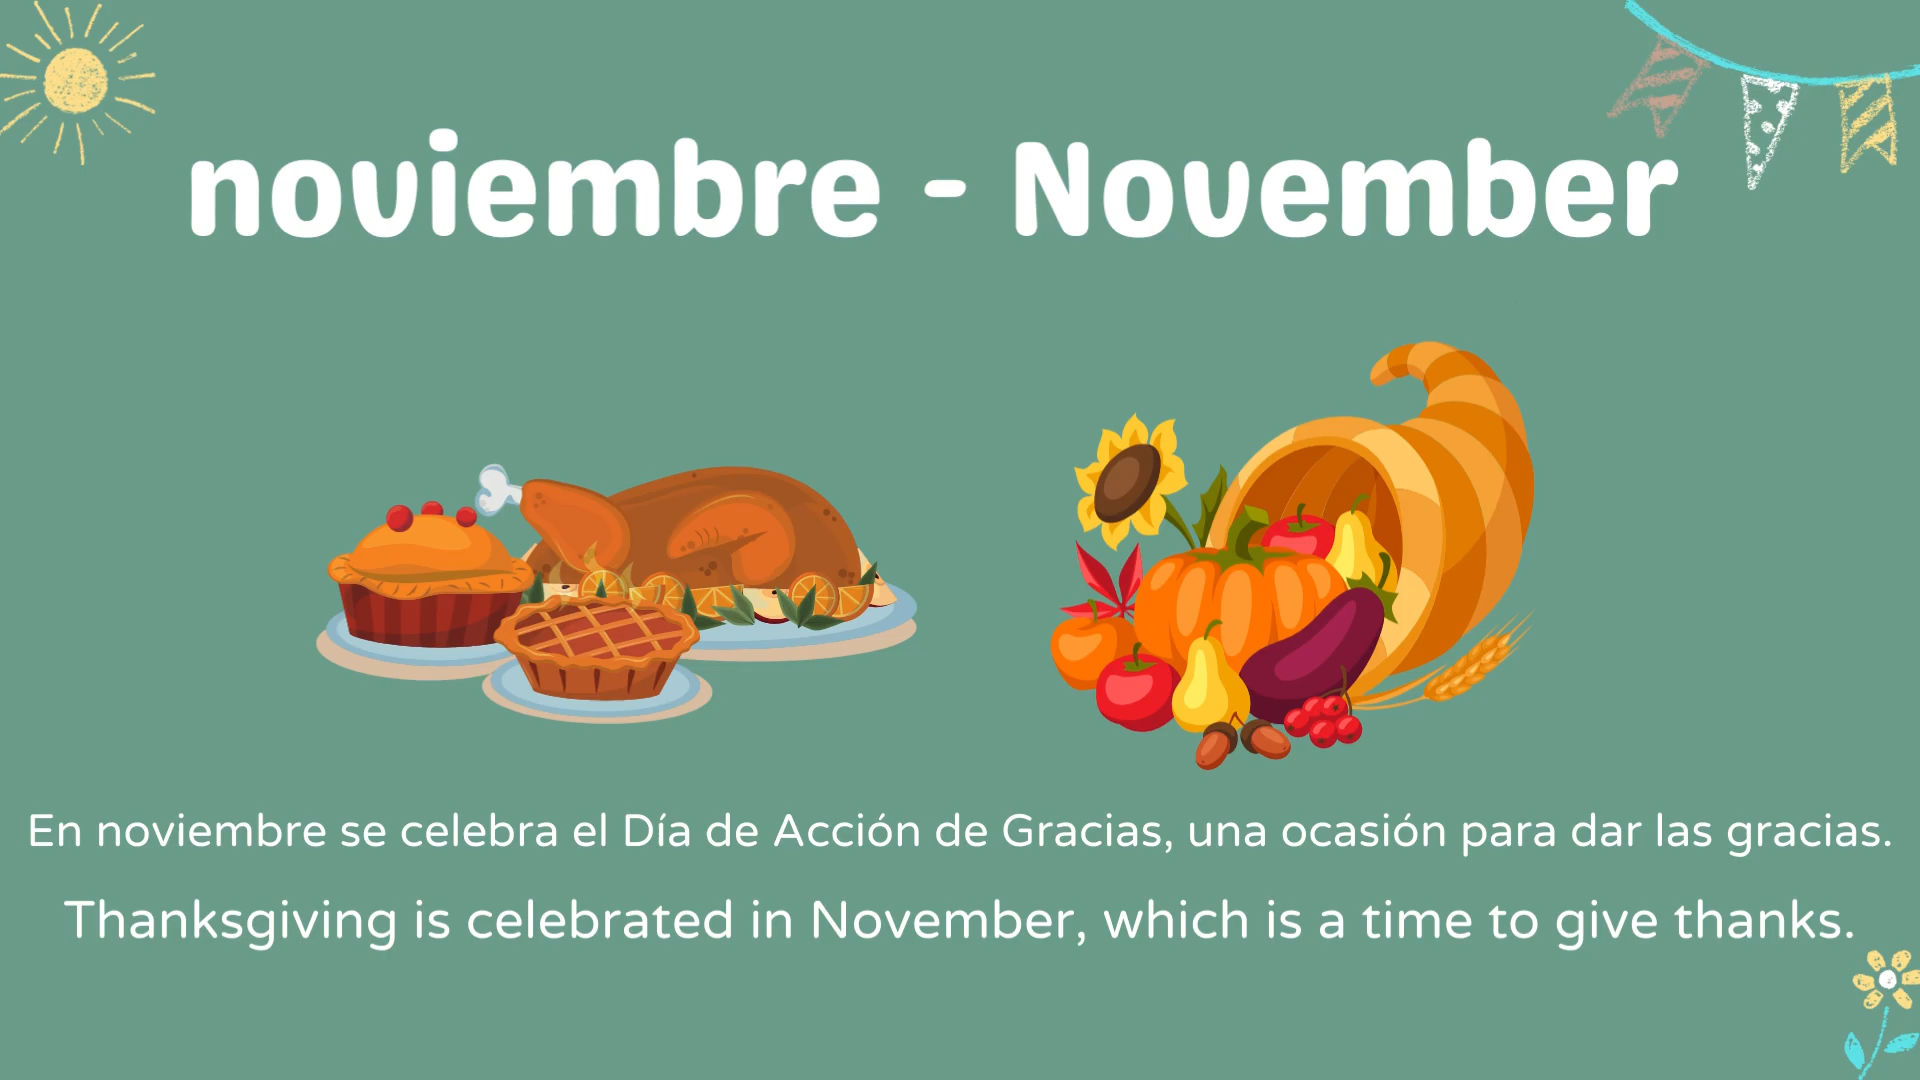 noviembre - November
En noviembre se celebra el Día de Acción de Gracias, una ocasión para dar las gracias.
Thanksgiving is celebrated in November, which is a time to give thanks.